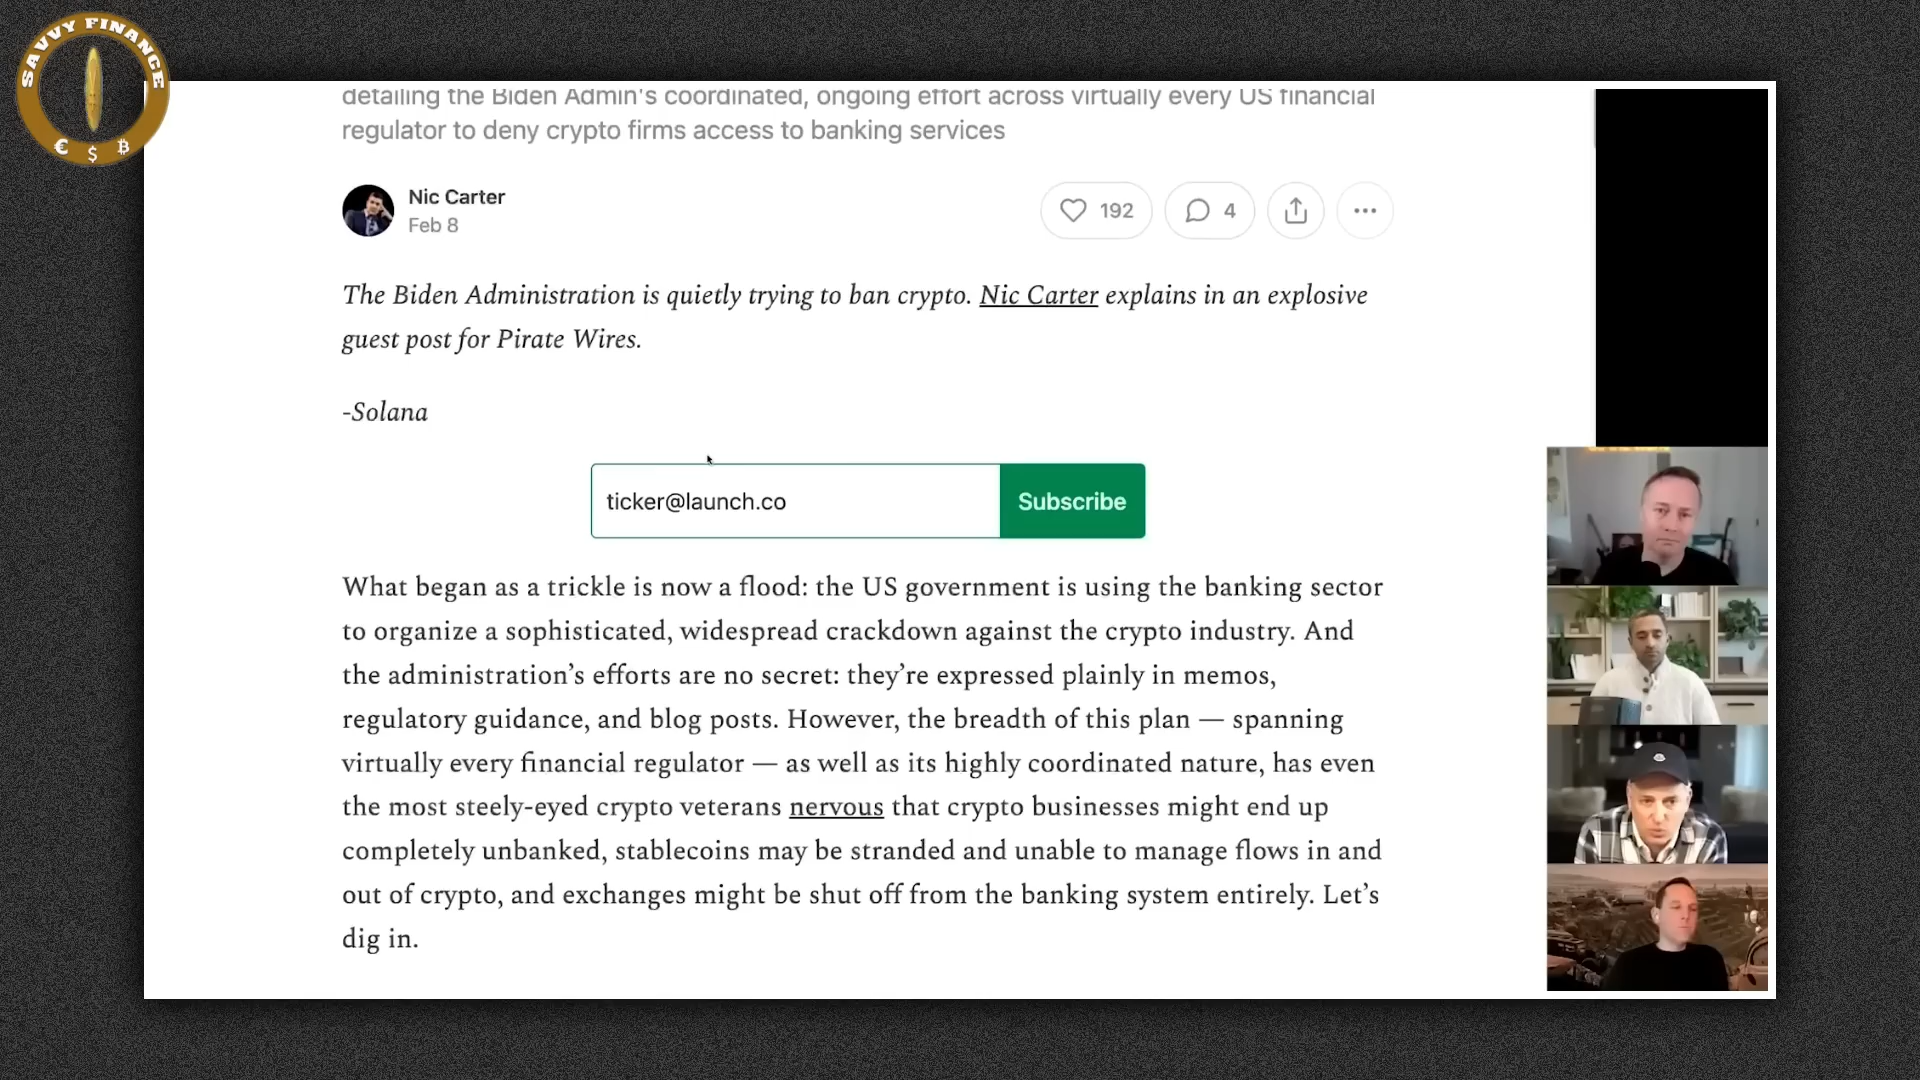 SAVVY FINANCE
€ $ ₿
detailing the Biden Admin's coordinated, ongoing effort across virtually every US financial
regulator to deny crypto firms access to banking services
Nic Carter
Feb 8
192
4
The Biden Administration is quietly trying to ban crypto. Nic Carter explains in an explosive
guest post for Pirate Wires.
-Solana
ticker@launch.co
Subscribe
What began as a trickle is now a flood: the US government is using the banking sector
to organize a sophisticated, widespread crackdown against the crypto industry. And
the administration’s efforts are no secret: they’re expressed plainly in memos,
regulatory guidance, and blog posts. However, the breadth of this plan — spanning
virtually every financial regulator — as well as its highly coordinated nature, has even
the most steely-eyed crypto veterans nervous that crypto businesses might end up
completely unbanked, stablecoins may be stranded and unable to manage flows in and
out of crypto, and exchanges might be shut off from the banking system entirely. Let’s
dig in.